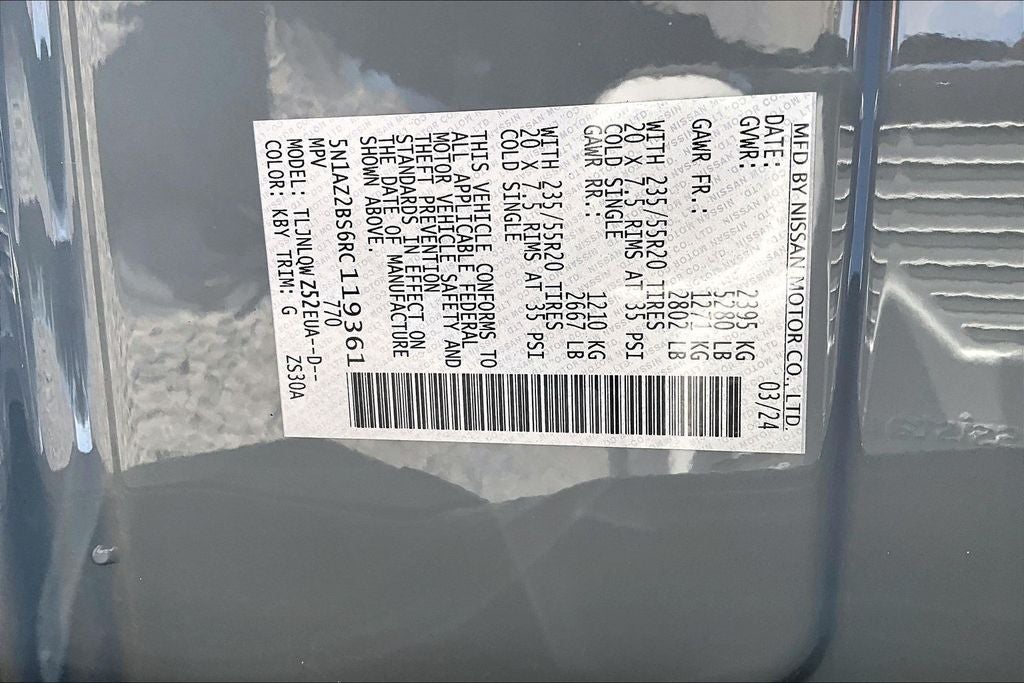 MFD BY NISSAN MOTOR CO., LTD.
DATE: 03/24
GVWR: 2395 KG
5280 LB
GAWR FR.: 1271 KG
2802 LB
WITH 235/55R20 TIRES
20 X 7.5 RIMS AT 35 PSI
COLD SINGLE
GAWR RR.: 1210 KG
2667 LB
WITH 235/55R20 TIRES
20 X 7.5 RIMS AT 35 PSI
COLD SINGLE
THIS VEHICLE CONFORMS TO
ALL APPLICABLE FEDERAL
MOTOR VEHICLE SAFETY AND
THEFT PREVENTION
STANDARDS IN EFFECT ON
THE DATE OF MANUFACTURE
SHOWN ABOVE.
5N1AZ2BS6RC119361
MPV 770
MODEL: TLJNLQWZ52EUA--D-- ZS30A
COLOR: KBY TRIM: G